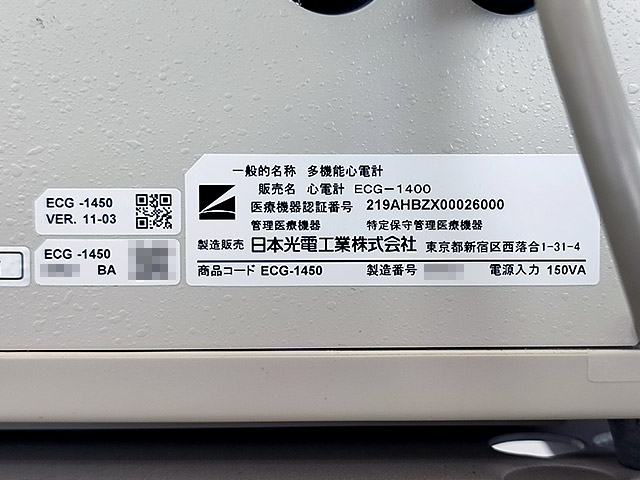 ECG -1450
VER. 11-03
ECG -1450
BA
一般的名称 多機能心電計
販売名 心電計 ECG-1400
医療機器認証番号 219AHBZX00026000
管理医療機器 特定保守管理医療機器
製造販売 日本光電工業株式会社 東京都新宿区西落合1-31-4
商品コード ECG-1450 製造番号 電源入力 150VA